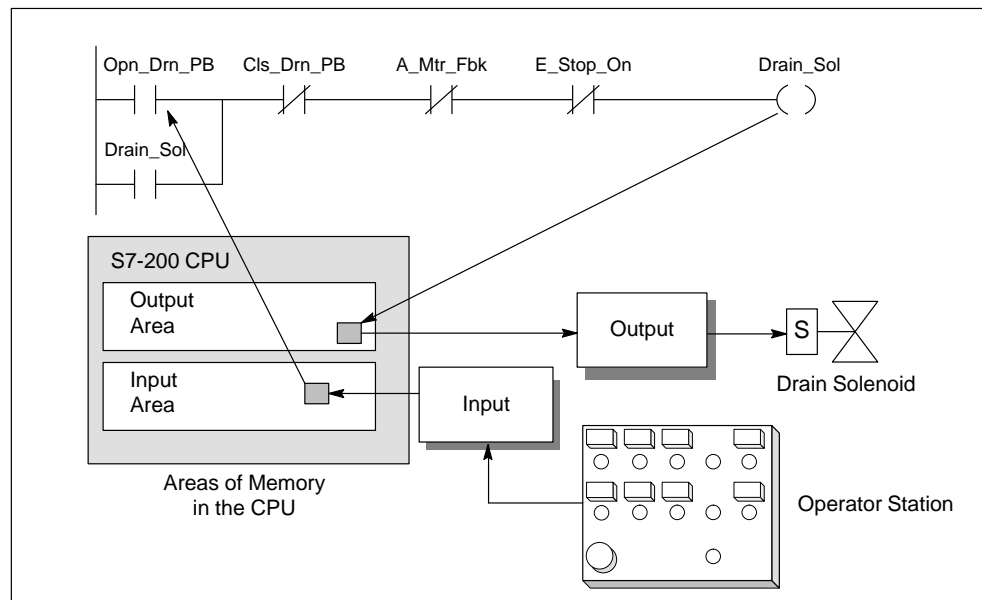 Opn_Drn_PB Cls_Drn_PB A_Mtr_Fbk E_Stop_On Drain_Sol
Drain_Sol
S7-200 CPU
Output
Area
Input
Area
Output
S
Drain Solenoid
Input
Areas of Memory
in the CPU
Operator Station